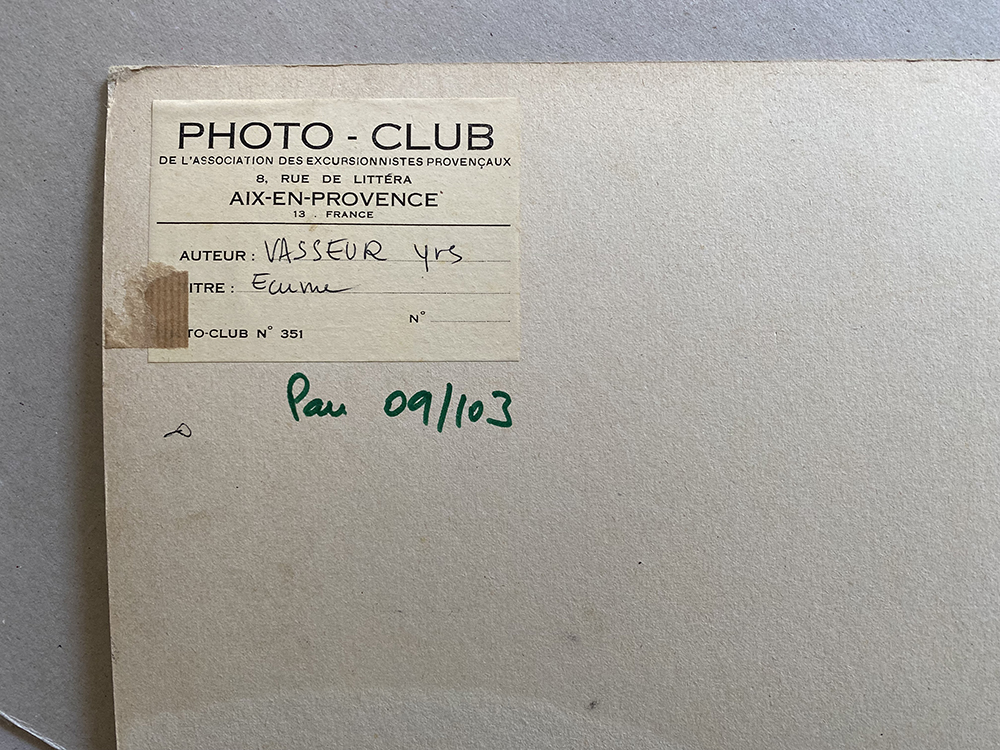 PHOTO - CLUB
DE L'ASSOCIATION DES EXCURSIONNISTES PROVENÇAUX
8, RUE DE LITTÉRA
AIX-EN-PROVENCE
13 . FRANCE
AUTEUR : VASSEUR yrs
ITRE : Ecume
N°
TO-CLUB N° 351
Pau 09/103